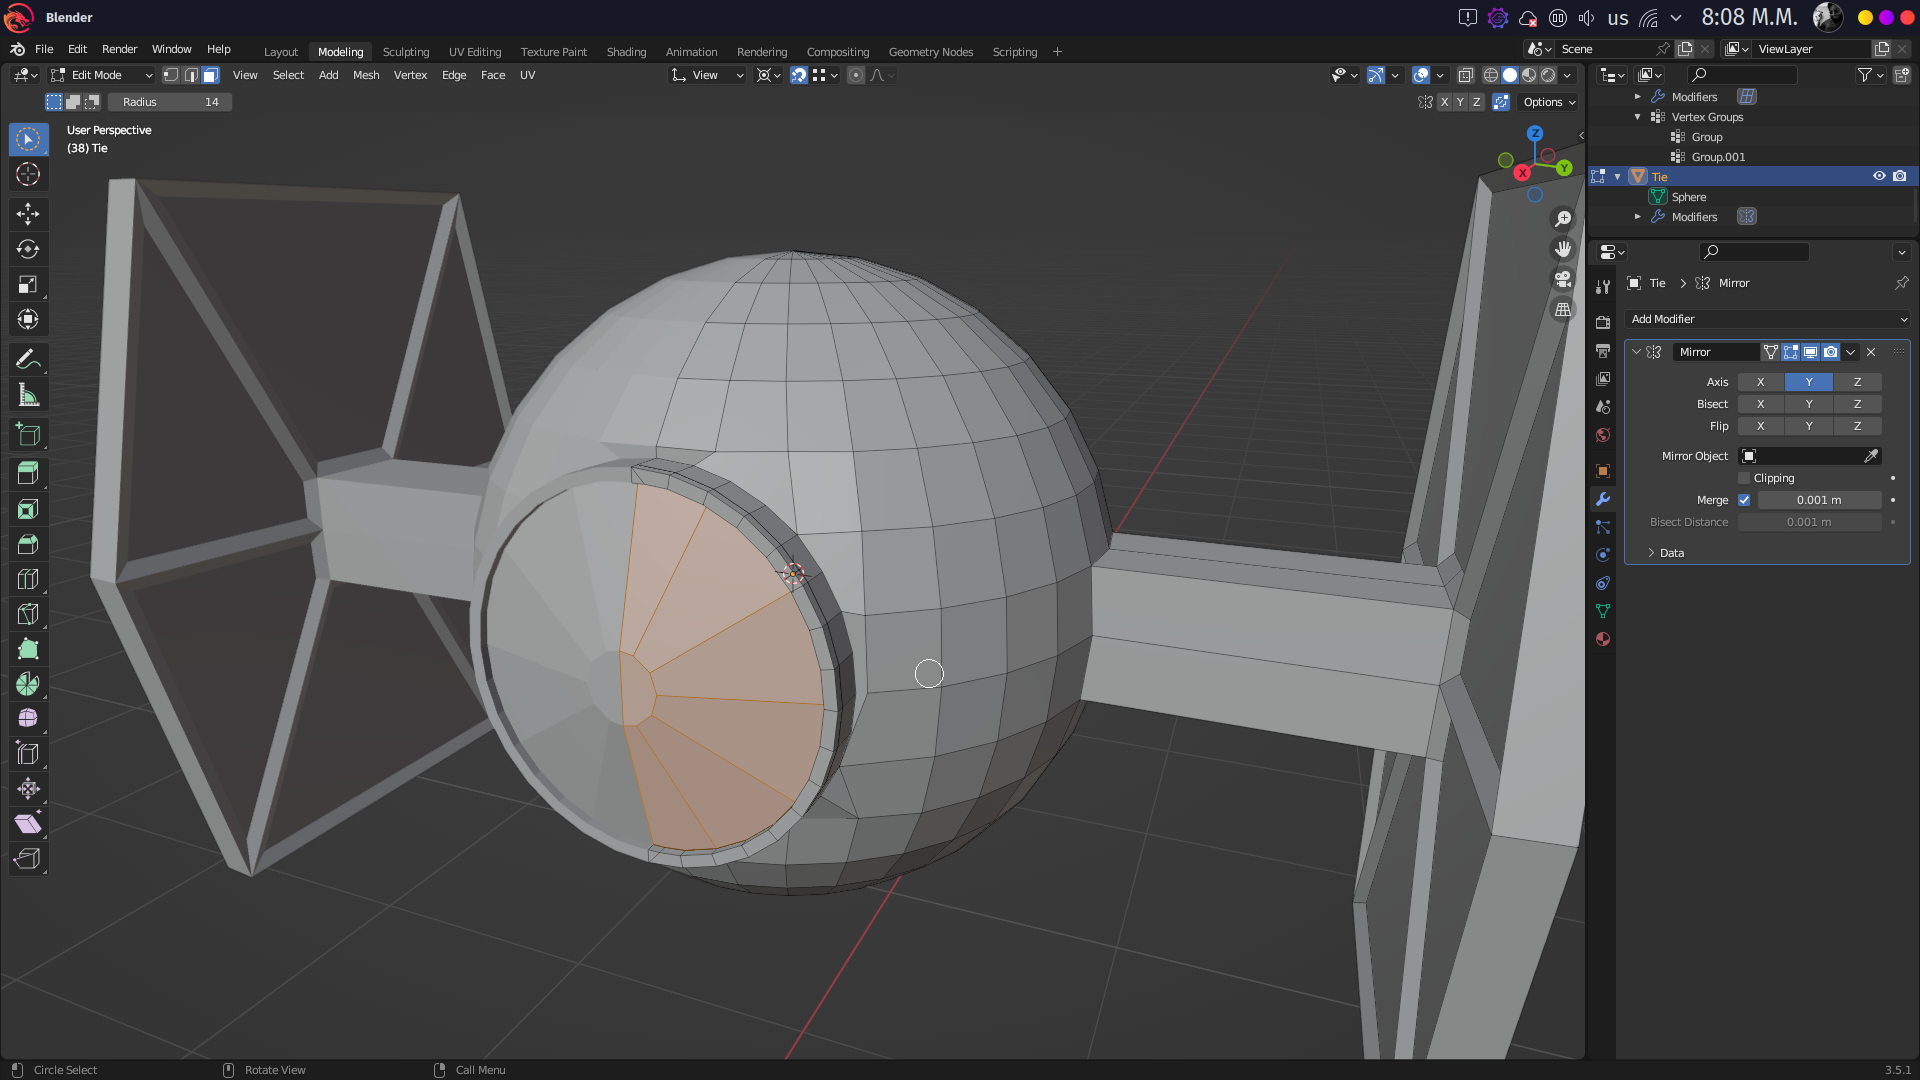 Blender
us
8:08 M.M.
File Edit Render Window Help
Layout Modeling Sculpting UV Editing Texture Paint Shading Animation Rendering Compositing Geometry Nodes Scripting +
Scene
ViewLayer
Edit Mode
View Select Add Mesh Vertex Edge Face UV
View
Radius 14
X Y Z
Options
User Perspective
(38) Tie
Z
Y
X
Modifiers
Vertex Groups
Group
Group.001
Tie
Sphere
Modifiers
Tie > Mirror
Add Modifier
Mirror
Axis X Y Z
Bisect X Y Z
Flip X Y Z
Mirror Object
Clipping
Merge 0.001 m
Bisect Distance 0.001 m
Data
Circle Select
Rotate View
Call Menu
3.5.1